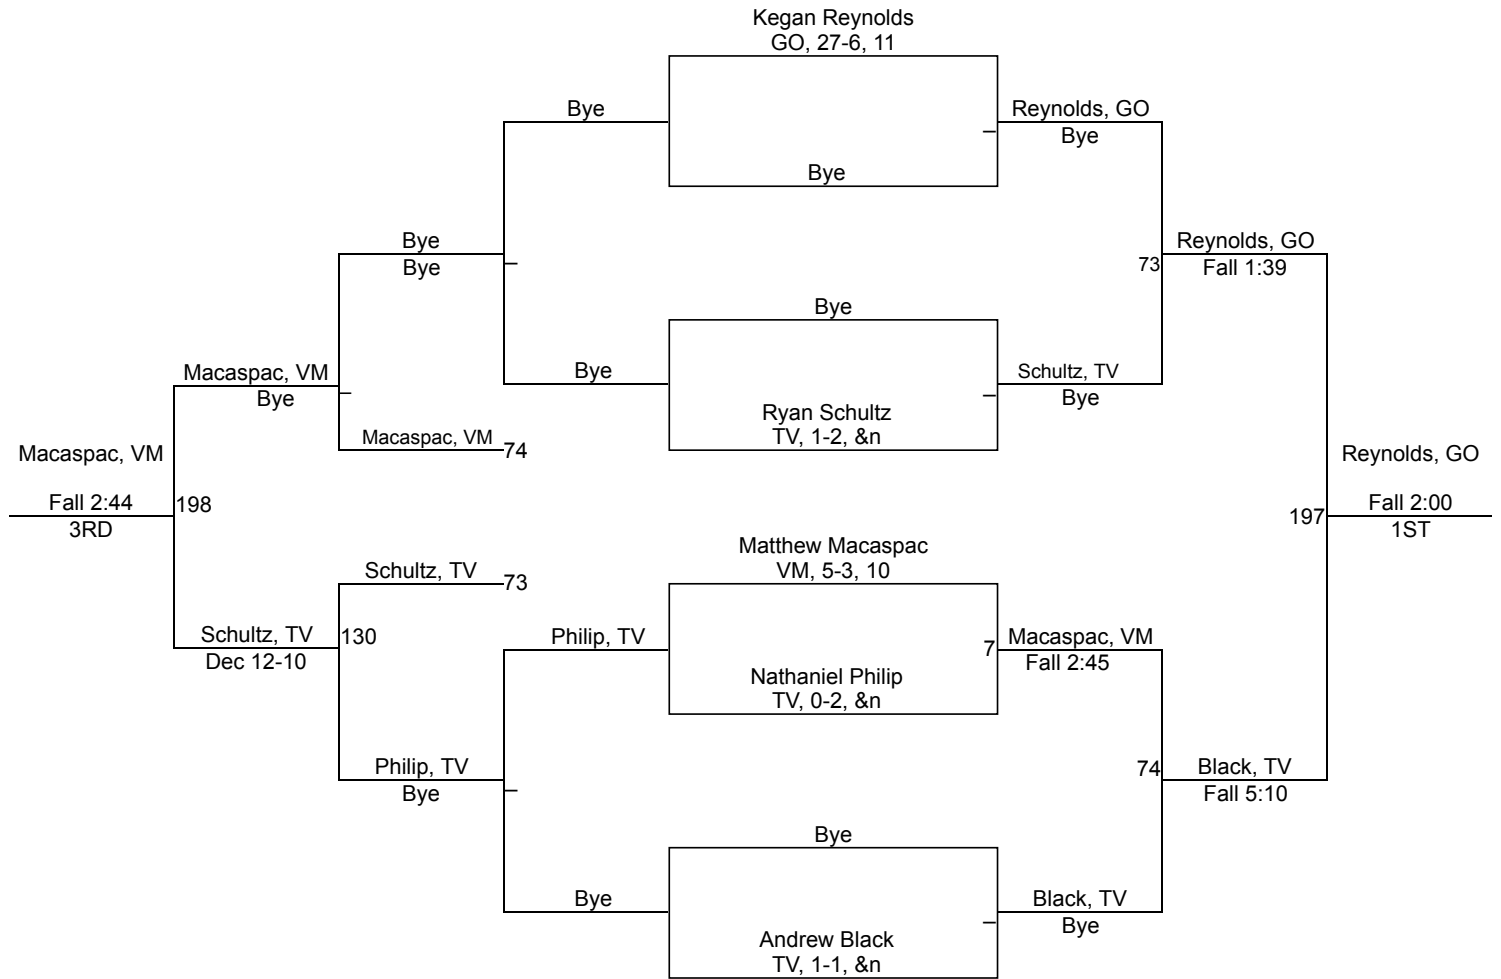 Kegan Reynolds
GO, 27-6, 11
Bye
Reynolds, GO
Bye
Bye
Bye
Bye
Reynolds, GO
73
Fall 1:39
Bye
Macaspac, VM
Bye
Bye
Schultz, TV
Bye
Ryan Schultz
TV, 1-2, &n
Macaspac, VM
74
Macaspac, VM
Reynolds, GO
Fall 2:44
198
3RD
Fall 2:00
197
1ST
Matthew Macaspac
VM, 5-3, 10
Schultz, TV
73
Schultz, TV
130
Dec 12-10
Philip, TV
7
Macaspac, VM
Fall 2:45
Nathaniel Philip
TV, 0-2, &n
Philip, TV
Bye
74
Black, TV
Fall 5:10
Bye
Bye
Black, TV
Bye
Andrew Black
TV, 1-1, &n